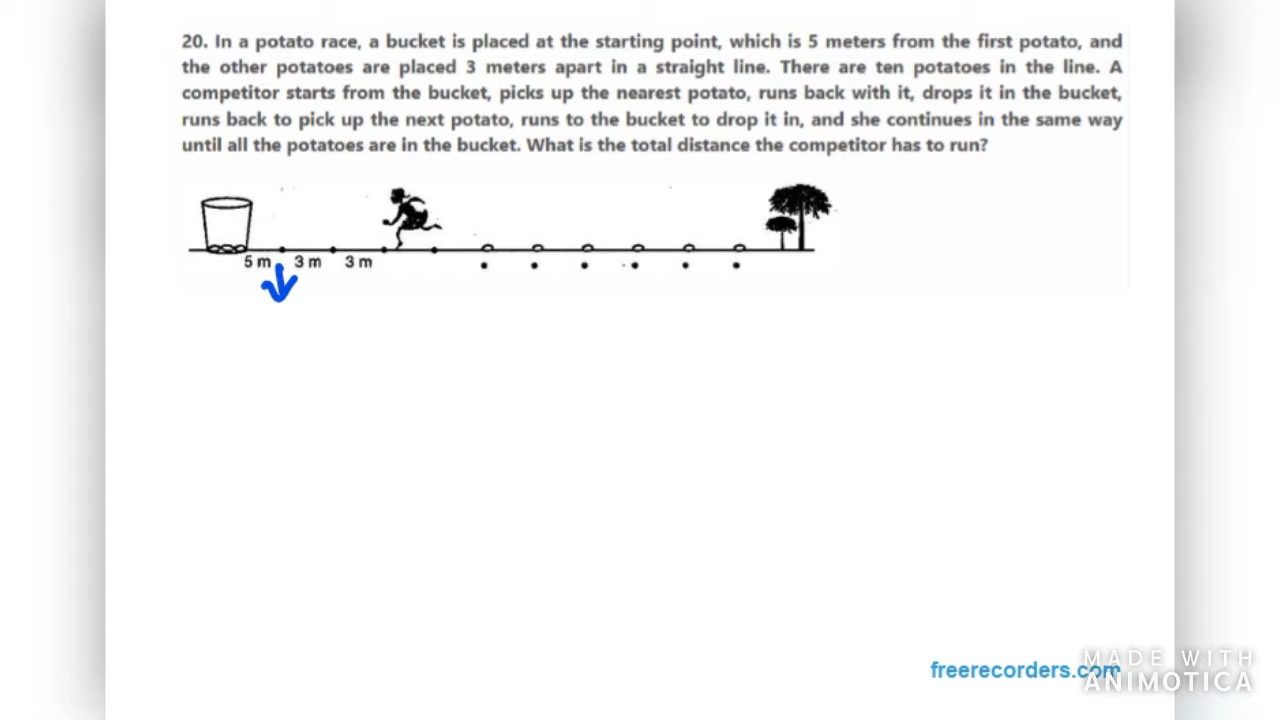 20. In a potato race, a bucket is placed at the starting point, which is 5 meters from the first potato, and
the other potatoes are placed 3 meters apart in a straight line. There are ten potatoes in the line. A
competitor starts from the bucket, picks up the nearest potato, runs back with it, drops it in the bucket,
runs back to pick up the next potato, runs to the bucket to drop it in, and she continues in the same way
until all the potatoes are in the bucket. What is the total distance the competitor has to run?
5 m 3 m 3 m
freerecorders.com
MADE WITH
ANIMOTICA